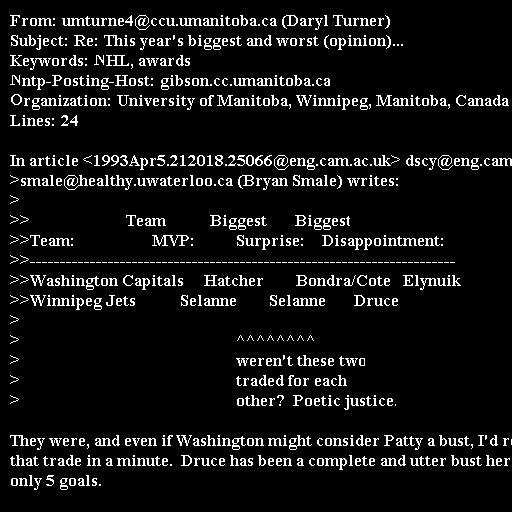 From: umturne4@ccu.umanitoba.ca (Daryl Turner)
Subject: Re: This year's biggest and worst (opinion)...
Keywords: NHL, awards
Nntp-Posting-Host: gibson.cc.umanitoba.ca
Organization: University of Manitoba, Winnipeg, Manitoba, Canada
Lines: 24

In article <1993Apr5.212018.25066@eng.cam.ac.uk> dscy@eng.cam
>smale@healthy.uwaterloo.ca (Bryan Smale) writes:
>
>> Team Biggest Biggest
>>Team: MVP: Surprise: Disappointment:
>>-----------------------------------------------------------------------
>>Washington Capitals Hatcher Bondra/Cote Elynuik
>>Winnipeg Jets Selanne Selanne Druce
>
> ^^^^^^^^
> weren't these two
> traded for each
> other? Poetic justice.

They were, and even if Washington might consider Patty a bust, I'd
that trade in a minute. Druce has been a complete and utter bust
only 5 goals.